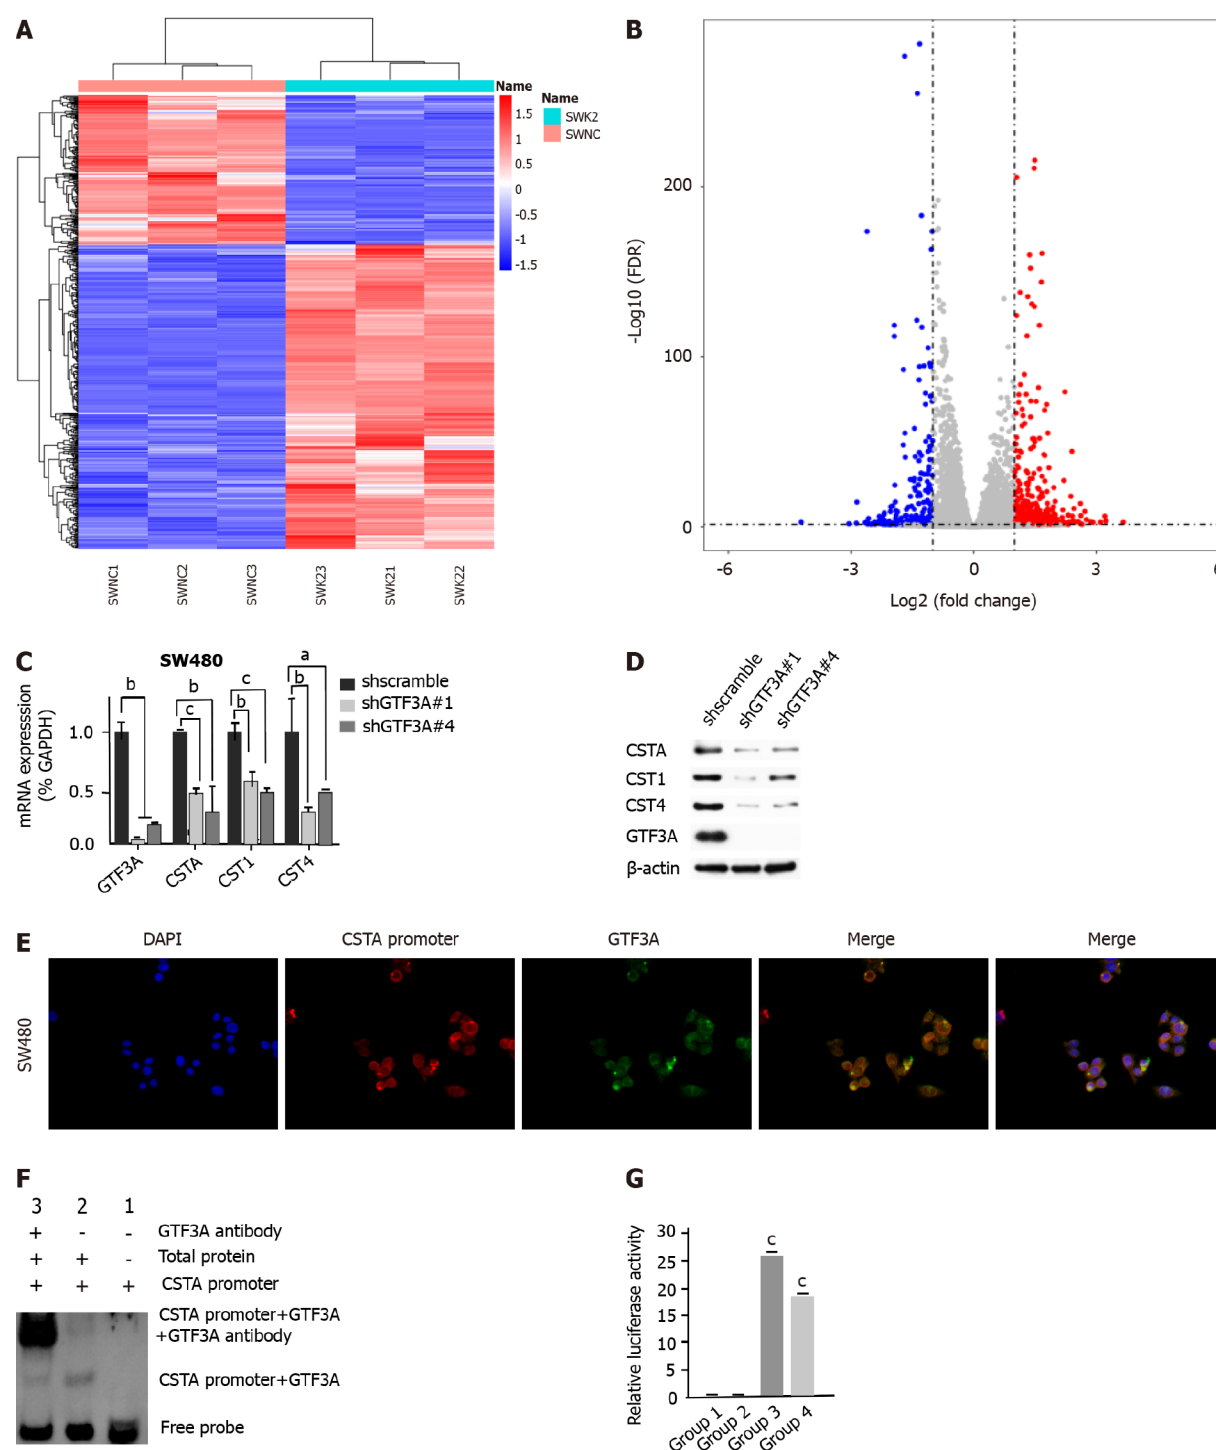 A
Name
1.5
1
0.5
0
-0.5
-1
-1.5
Name
SWK2
SWNC
SWNC1
SWNC2
SWNC3
SWK23
SWK21
SWK22
B
-Log10 (FDR)
200
100
0
-6
-3
0
3
6
Log2 (fold change)
C
SW480
mRNA expresssion
(% GAPDH)
1.0
0.5
0.0
b
b
c
c
b
a
b
shscramble
shGTF3A#1
shGTF3A#4
GTF3A
CSTA
CST1
CST4
D
shscramble
shGTF3A#1
shGTF3A#4
CSTA
CST1
CST4
GTF3A
β-actin
E
DAPI
CSTA promoter
GTF3A
Merge
Merge
SW480
F
3 2 1
+ - - GTF3A antibody
+ + - Total protein
+ + + CSTA promoter
CSTA promoter+GTF3A
+GTF3A antibody
CSTA promoter+GTF3A
Free probe
G
Relative luciferase activity
30
25
20
15
10
5
0
c
c
Group 1
Group 2
Group 3
Group 4